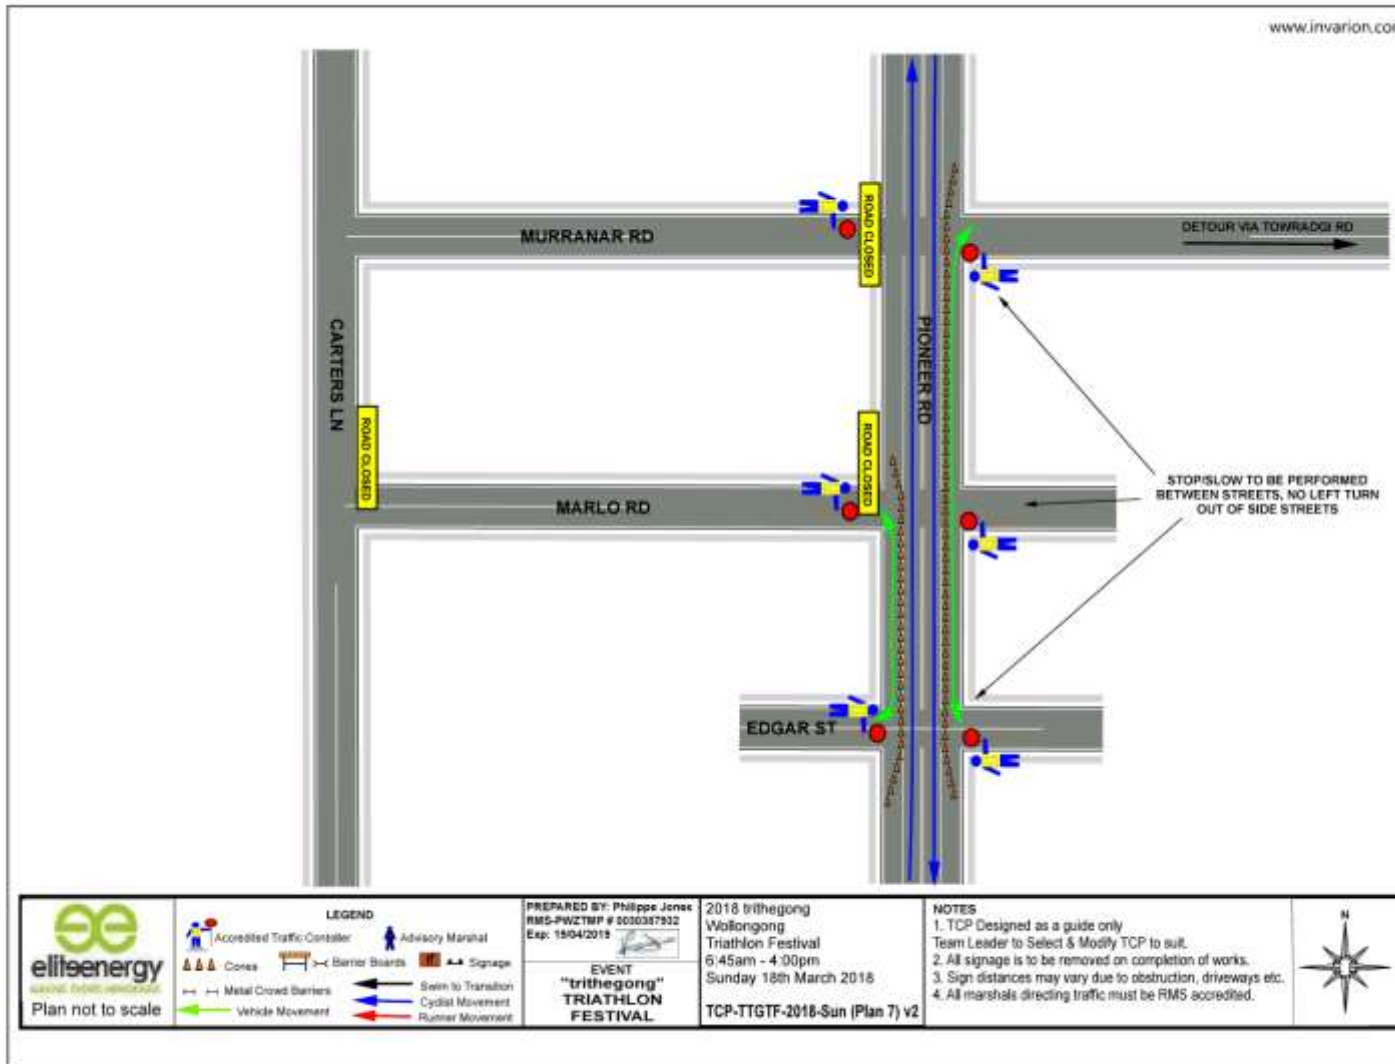 www.invarion.com
MURRANAR RD
ROAD CLOSED
DETOUR VIA TOWRADGI RD
CARTERS LN
PIONEER RD
ROAD CLOSED
ROAD CLOSED
MARLO RD
STOP/SLOW TO BE PERFORMED
BETWEEN STREETS, NO LEFT TURN
OUT OF SIDE STREETS
EDGAR ST
eliteenergy
Plan not to scale
LEGEND
Accredited Traffic Contoller
Advisory Marshal
Cones
Barrier Boards
Signage
Metal Crowd Barriers
Swim to Transition
Cyclist Movement
Vehicle Movement
Runner Movement
PREPARED BY: Philippe Jones
RMS-PWZTMP # 0030387932
Exp: 19/04/2019
EVENT
"trithegong"
TRIATHLON
FESTIVAL
2018 trithegong
Wollongong
Triathlon Festival
6:45am - 4:00pm
Sunday 18th March 2018
TCP-TTGTF-2018-Sun (Plan 7) v2
NOTES
1. TCP Designed as a guide only
Team Leader to Select & Modify TCP to suit.
2. All signage is to be removed on completion of works.
3. Sign distances may vary due to obstruction, driveways etc.
4. All marshals directing traffic must be RMS accredited.
N